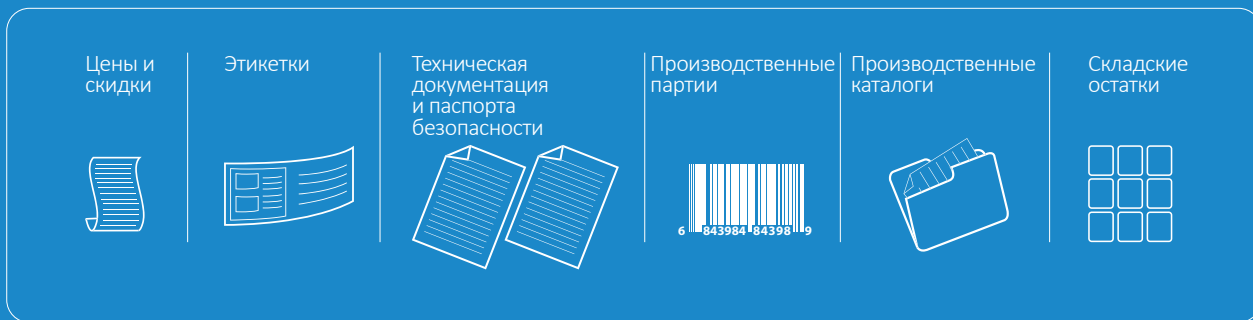 Цены и
скидки
Этикетки
Техническая
документация
и паспорта
безопасности
Производственные
партии
6 843984 84398 9
Производственные
каталоги
Складские
остатки